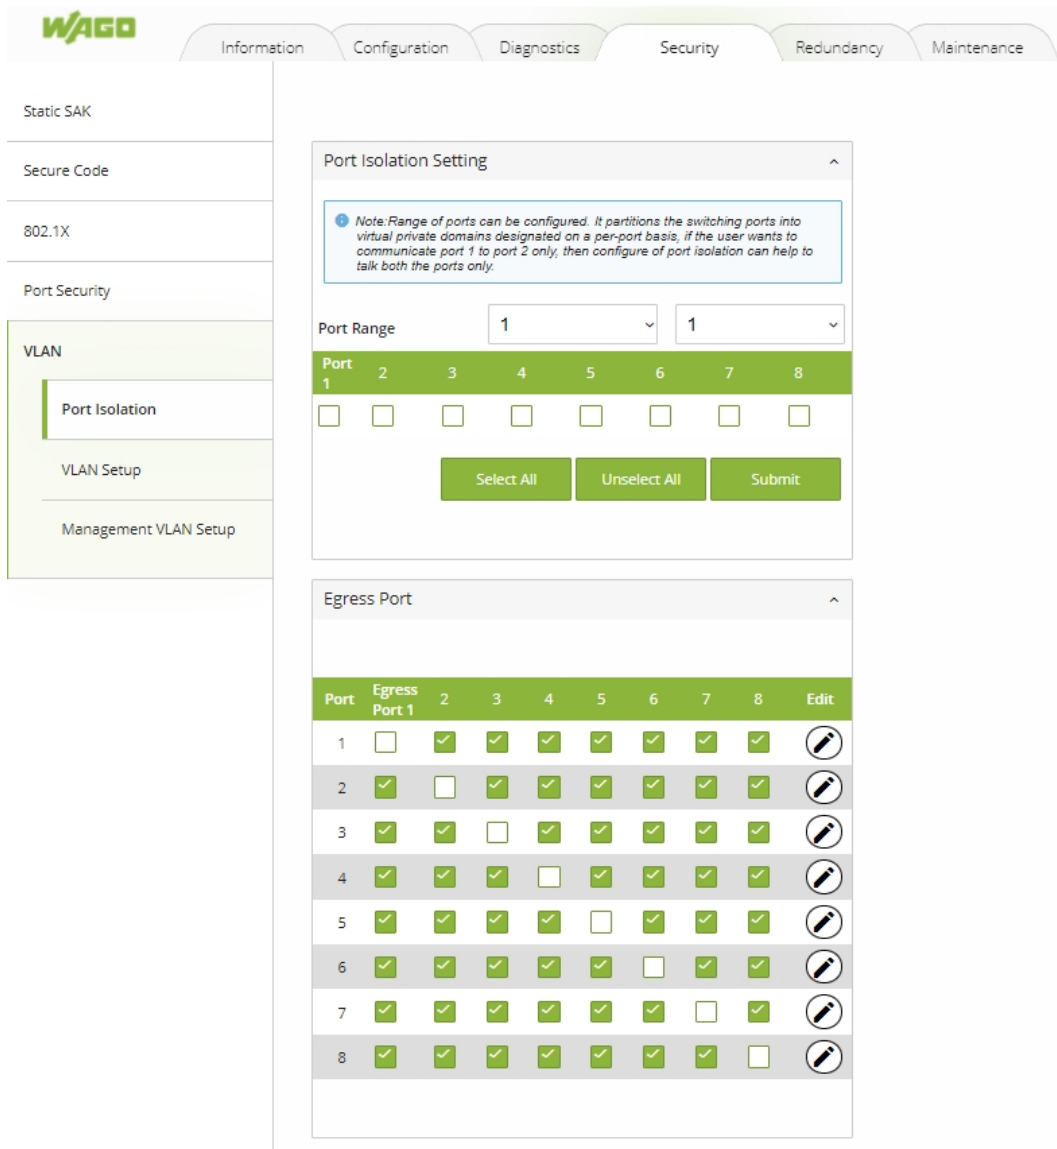 WAGO
Information Configuration Diagnostics Security Redundancy Maintenance
Static SAK
Secure Code
802.1X
Port Security
VLAN
Port Isolation
VLAN Setup
Management VLAN Setup
Port Isolation Setting
Note:Range of ports can be configured. It partitions the switching ports into
virtual private domains designated on a per-port basis, if the user wants to
communicate port 1 to port 2 only, then configure of port isolation can help to
talk both the ports only.
Port Range 1 1
Port
1 2 3 4 5 6 7 8
Select All Unselect All Submit
Egress Port
Port Egress
Port 1 2 3 4 5 6 7 8 Edit
1
2
3
4
5
6
7
8